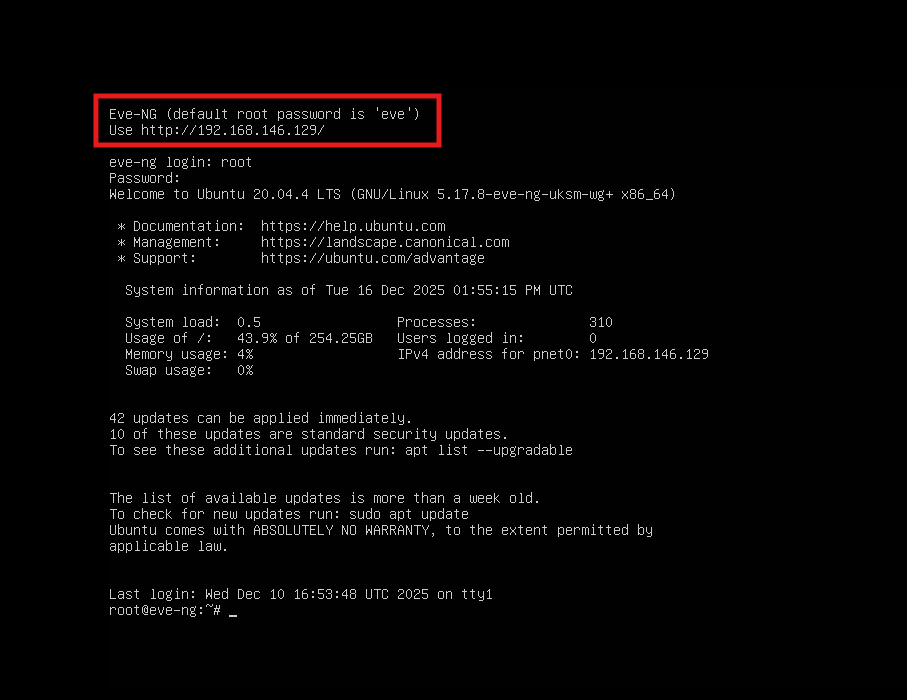 Eve-NG (default root password is 'eve')
Use http://192.168.146.129/
eve-ng login: root
Password:
Welcome to Ubuntu 20.04.4 LTS (GNU/Linux 5.17.8-eve-ng-uksm-wg+ x86_64)
* Documentation: https://help.ubuntu.com
* Management: https://landscape.canonical.com
* Support: https://ubuntu.com/advantage
System information as of Tue 16 Dec 2025 01:55:15 PM UTC
System load: 0.5 Processes: 310
Usage of /: 43.9% of 254.25GB Users logged in: 0
Memory usage: 4% IPv4 address for pnet0: 192.168.146.129
Swap usage: 0%
42 updates can be applied immediately.
10 of these updates are standard security updates.
To see these additional updates run: apt list --upgradable
The list of available updates is more than a week old.
To check for new updates run: sudo apt update
Ubuntu comes with ABSOLUTELY NO WARRANTY, to the extent permitted by
applicable law.
Last login: Wed Dec 10 16:53:48 UTC 2025 on tty1
root@eve-ng:~# _